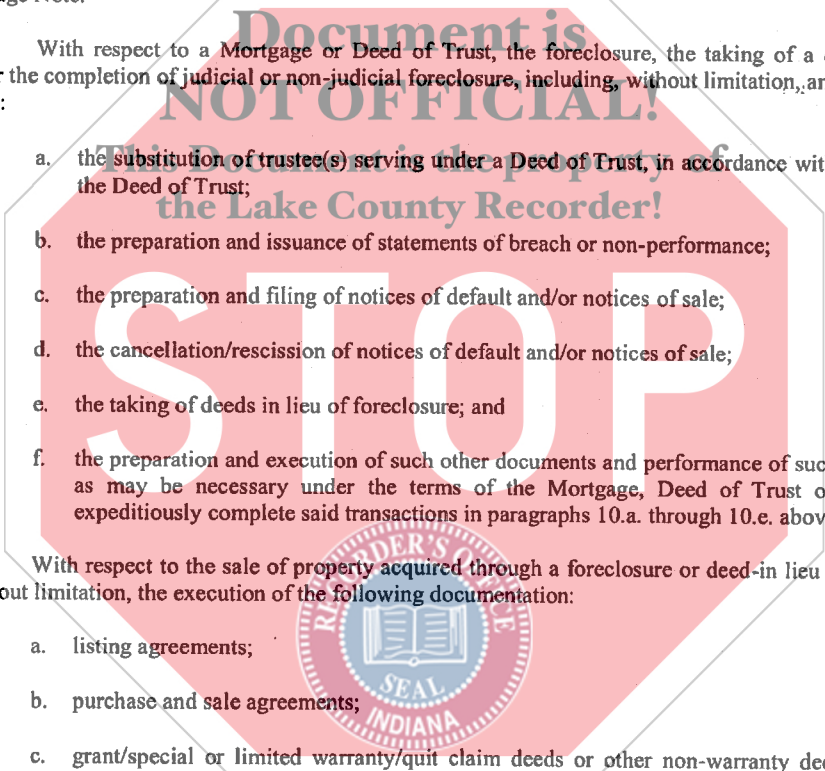 age Note.
Document is
With respect to a Mortgage or Deed of Trust, the foreclosure, the taking of a
the completion of judicial or non-judicial foreclosure, including, without limitation, an
:
NOT OFFICIAL!
This Document is the property of
a. the substitution of trustee(s) serving under a Deed of Trust, in accordance wit
the Deed of Trust;
the Lake County Recorder!
b. the preparation and issuance of statements of breach or non-performance;
c. the preparation and filing of notices of default and/or notices of sale;
d. the cancellation/rescission of notices of default and/or notices of sale;
e. the taking of deeds in lieu of foreclosure; and
STOP
f. the preparation and execution of such other documents and performance of suc
as may be necessary under the terms of the Mortgage, Deed of Trust o
expeditiously complete said transactions in paragraphs 10.a. through 10.e. abov
With respect to the sale of property acquired through a foreclosure or deed-in lieu
out limitation, the execution of the following documentation:
RECORDER'S OFFICE
a. listing agreements;
SEAL
b. purchase and sale agreements;
INDIANA
c. grant/special or limited warranty/quit claim deeds or other non-warranty dee